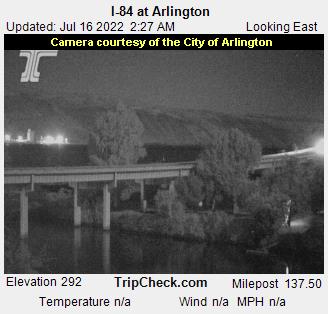 I-84 at Arlington
Updated: Jul 16 2022 2:27 AM Looking East
Camera courtesy of the City of Arlington
Elevation 292 TripCheck.com Milepost 137.50
Temperature n/a Wind n/a MPH n/a